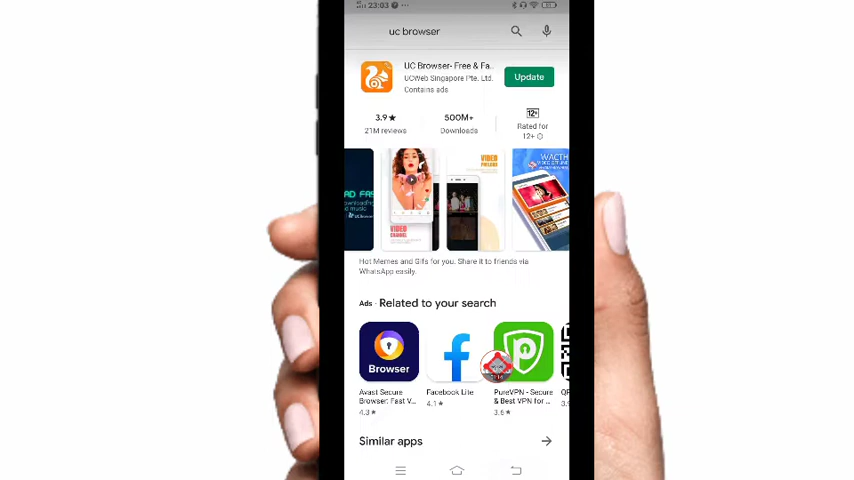 23:03
uc browser
UC Browser- Free & Fa..
UCWeb Singapore Pte. Ltd.
Contains ads
Update
3.9★
21M reviews
500M+
Downloads
12+
Rated for
12+
VIDEO
VIDEO
Hot Memes and Gifs for you. Share it to friends via
WhatsApp easily.
Ads · Related to your search
Browser
Avast Secure
Browser: Fast V...
4.3★
Facebook Lite
4.1★
PureVPN - Secure
& Best VPN for ...
3.6★
Similar apps